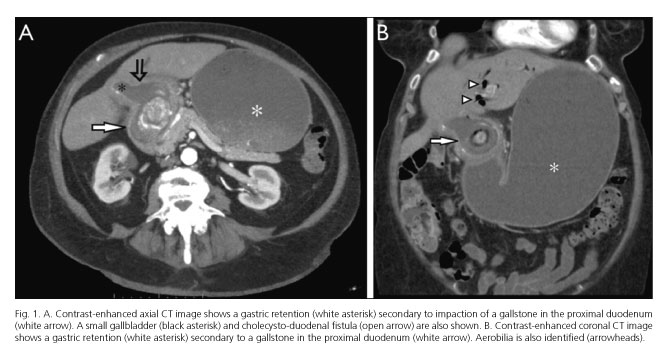 A
B
*
*
*
Fig. 1. A. Contrast-enhanced axial CT image shows a gastric retention (white asterisk) secondary to impaction of a gallstone in the proximal duodenum
(white arrow). A small gallbladder (black asterisk) and cholecysto-duodenal fistula (open arrow) are also shown. B. Contrast-enhanced coronal CT image
shows a gastric retention (white asterisk) secondary to a gallstone in the proximal duodenum (white arrow). Aerobilia is also identified (arrowheads).